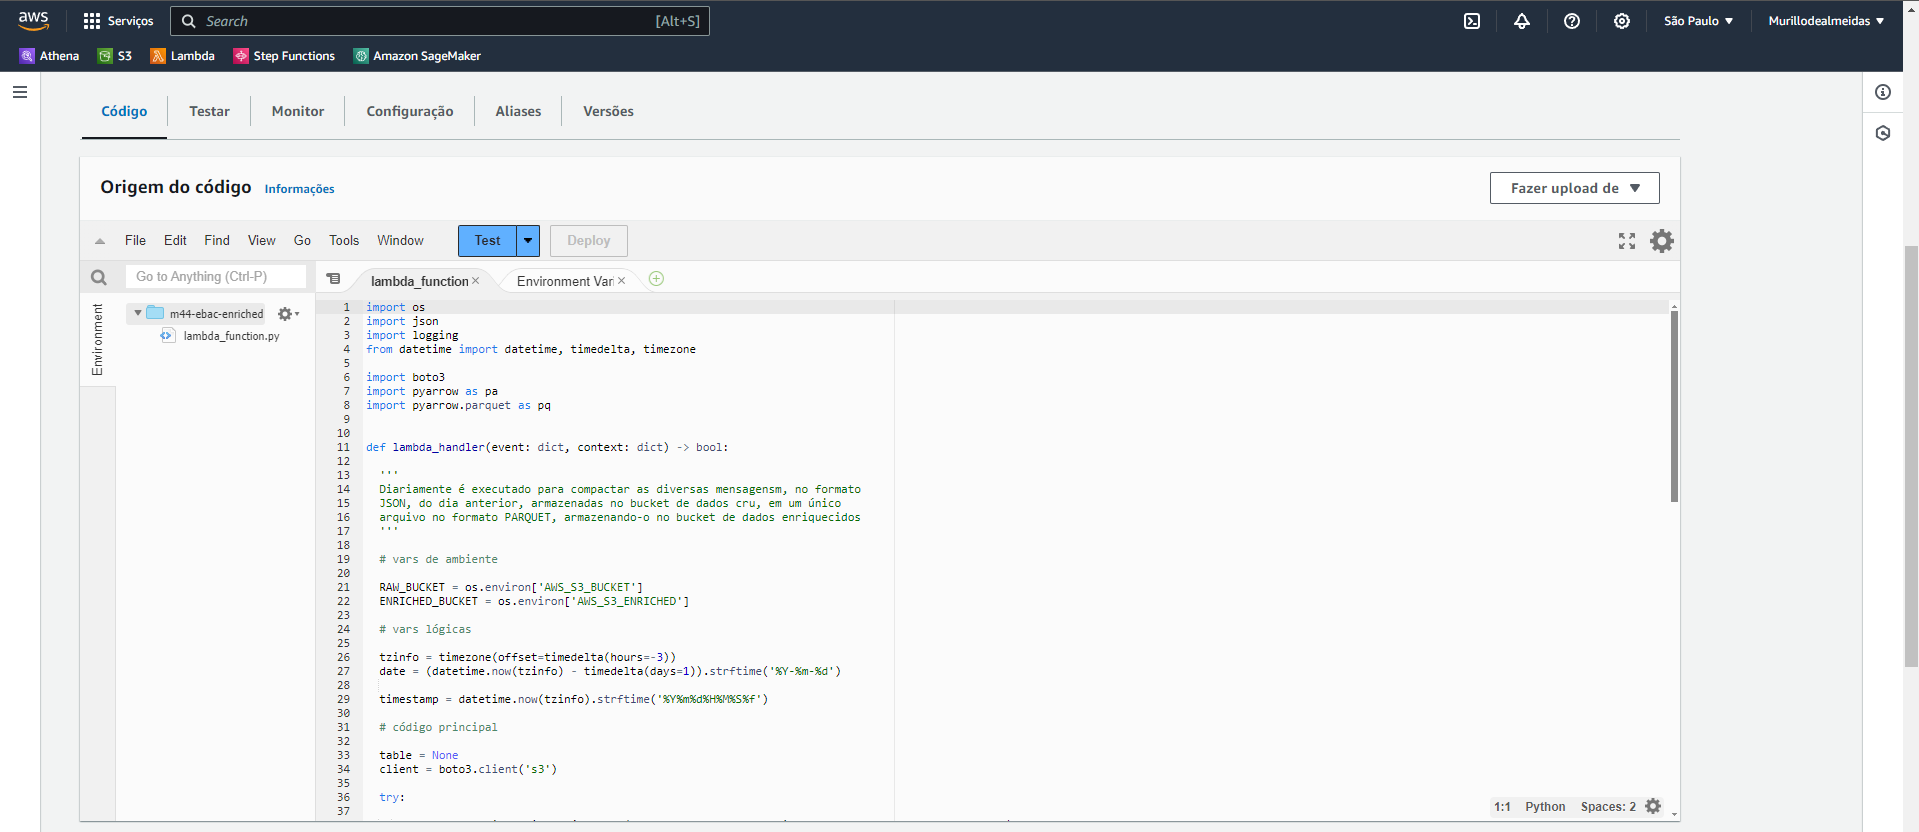 aws
Serviços
Search
[Alt+S]
São Paulo
Murillodealmeidas
Athena
S3
Lambda
Step Functions
Amazon SageMaker
Código
Testar
Monitor
Configuração
Aliases
Versões
Origem do código
Informações
Fazer upload de
File
Edit
Find
View
Go
Tools
Window
Test
Deploy
Go to Anything (Ctrl-P)
lambda_function
Environment Vari
Environment
m44-ebac-enriched
lambda_function.py
1 import os
2 import json
3 import logging
4 from datetime import datetime, timedelta, timezone
5
6 import boto3
7 import pyarrow as pa
8 import pyarrow.parquet as pq
9
10
11 def lambda_handler(event: dict, context: dict) -> bool:
12
13 '''
14 Diariamente é executado para compactar as diversas mensagensm, no formato
15 JSON, do dia anterior, armazenadas no bucket de dados cru, em um único
16 arquivo no formato PARQUET, armazenando-o no bucket de dados enriquecidos
17 '''
18
19 # vars de ambiente
20
21 RAW_BUCKET = os.environ['AWS_S3_BUCKET']
22 ENRICHED_BUCKET = os.environ['AWS_S3_ENRICHED']
23
24 # vars lógicas
25
26 tzinfo = timezone(offset=timedelta(hours=-3))
27 date = (datetime.now(tzinfo) - timedelta(days=1)).strftime('%Y-%m-%d')
28
29 timestamp = datetime.now(tzinfo).strftime('%Y%m%d%H%M%S%f')
30
31 # código principal
32
33 table = None
34 client = boto3.client('s3')
35
36 try:
37
1:1 Python Spaces: 2